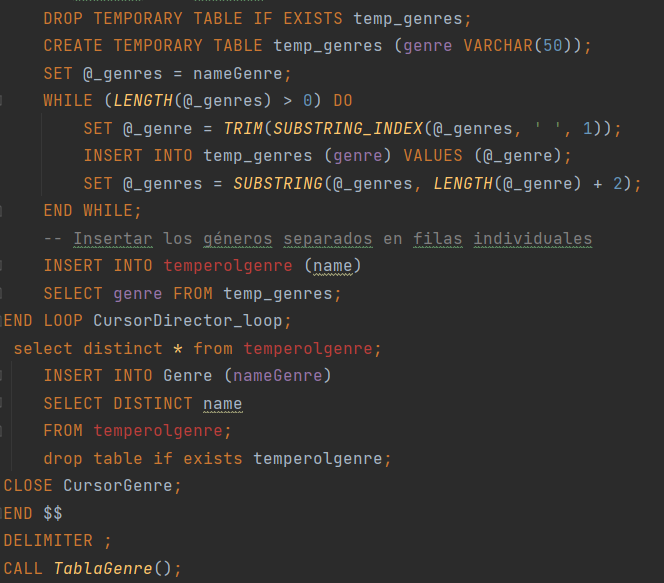 DROP TEMPORARY TABLE IF EXISTS temp_genres;
CREATE TEMPORARY TABLE temp_genres (genre VARCHAR(50));
SET @_genres = nameGenre;
WHILE (LENGTH(@_genres) > 0) DO
SET @_genre = TRIM(SUBSTRING_INDEX(@_genres, ' ', 1));
INSERT INTO temp_genres (genre) VALUES (@_genre);
SET @_genres = SUBSTRING(@_genres, LENGTH(@_genre) + 2);
END WHILE;
-- Insertar los géneros separados en filas individuales
INSERT INTO temperolgenre (name)
SELECT genre FROM temp_genres;
END LOOP CursorDirector_loop;
select distinct * from temperolgenre;
INSERT INTO Genre (nameGenre)
SELECT DISTINCT name
FROM temperolgenre;
drop table if exists temperolgenre;
CLOSE CursorGenre;
END $$
DELIMITER ;
CALL TablaGenre();